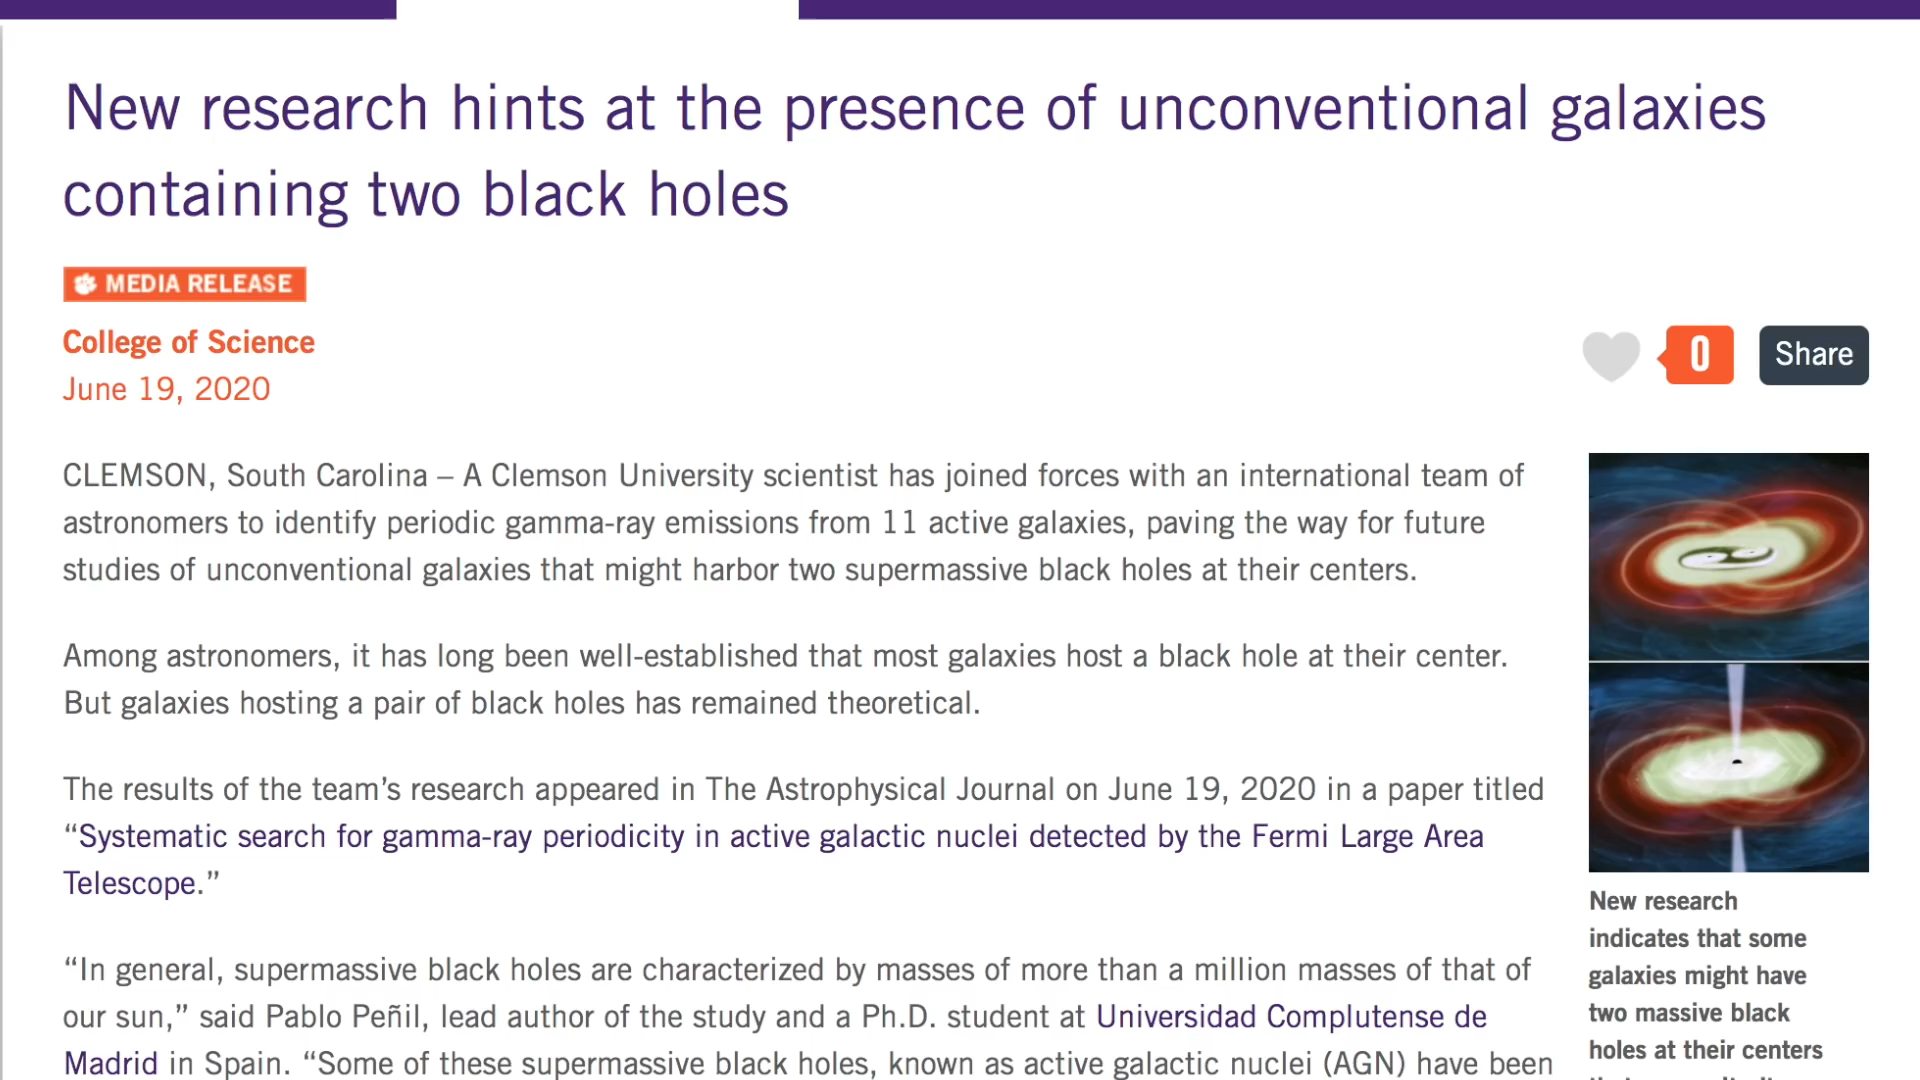 New research hints at the presence of unconventional galaxies
containing two black holes
MEDIA RELEASE
College of Science
June 19, 2020
0
Share
CLEMSON, South Carolina – A Clemson University scientist has joined forces with an international team of
astronomers to identify periodic gamma-ray emissions from 11 active galaxies, paving the way for future
studies of unconventional galaxies that might harbor two supermassive black holes at their centers.
Among astronomers, it has long been well-established that most galaxies host a black hole at their center.
But galaxies hosting a pair of black holes has remained theoretical.
The results of the team’s research appeared in The Astrophysical Journal on June 19, 2020 in a paper titled
“Systematic search for gamma-ray periodicity in active galactic nuclei detected by the Fermi Large Area
Telescope.”
“In general, supermassive black holes are characterized by masses of more than a million masses of that of
our sun,” said Pablo Peñil, lead author of the study and a Ph.D. student at Universidad Complutense de
Madrid in Spain. “Some of these supermassive black holes, known as active galactic nuclei (AGN) have been
New research
indicates that some
galaxies might have
two massive black
holes at their centers